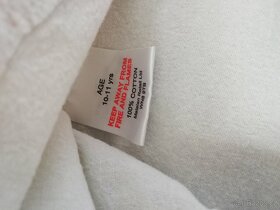 AGE
10-11 yrs
KEEP AWAY FROM
FIRE AND FLAMES
100% COTTON